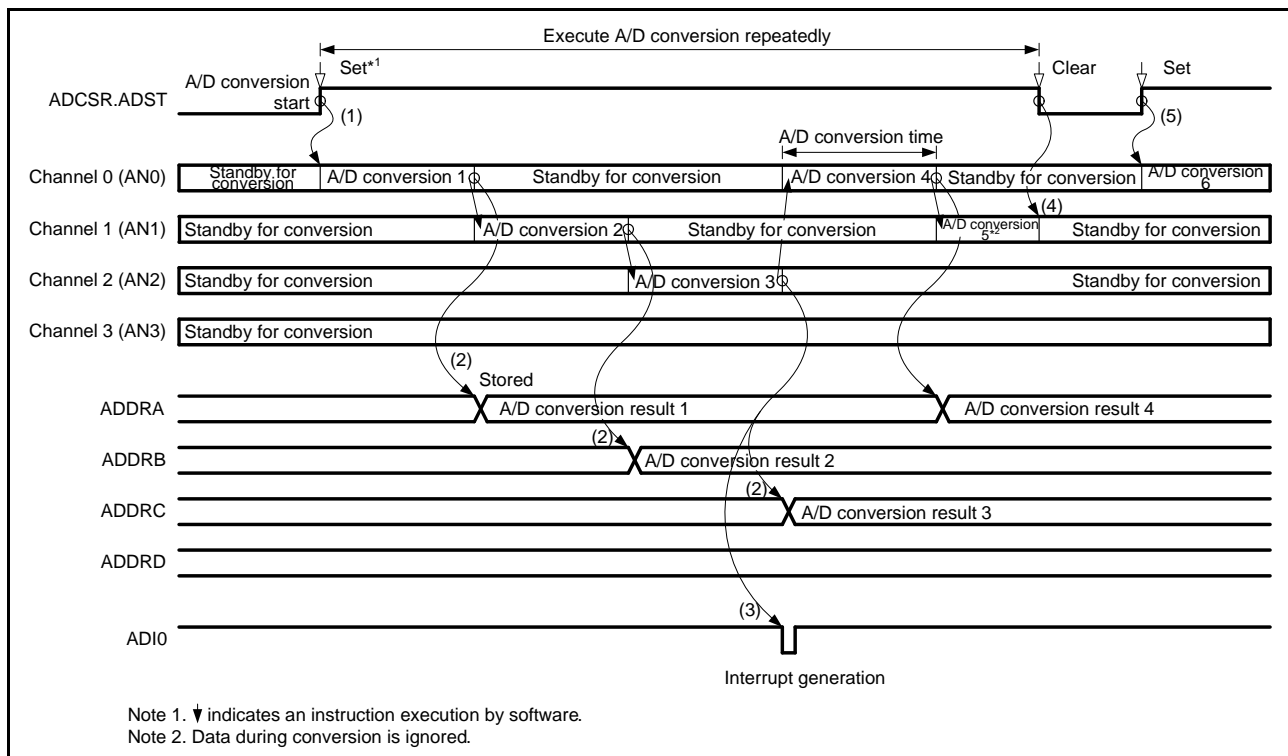 Execute A/D conversion repeatedly
Set*1
Clear
Set
A/D conversion
start
ADCSR.ADST
(1)
(5)
A/D conversion time
Channel 0 (AN0)
Standby for
conversion
A/D conversion 1
Standby for conversion
A/D conversion 4
Standby for conversion
A/D conversion
6
(4)
Channel 1 (AN1)
Standby for conversion
A/D conversion 2
Standby for conversion
A/D conversion
5*2
Standby for conversion
Channel 2 (AN2)
Standby for conversion
A/D conversion 3
Standby for conversion
Channel 3 (AN3)
Standby for conversion
(2)
Stored
ADDRA
A/D conversion result 1
A/D conversion result 4
(2)
ADDRB
A/D conversion result 2
(2)
ADDRC
A/D conversion result 3
ADDRD
(3)
ADI0
Interrupt generation
Note 1. indicates an instruction execution by software.
Note 2. Data during conversion is ignored.